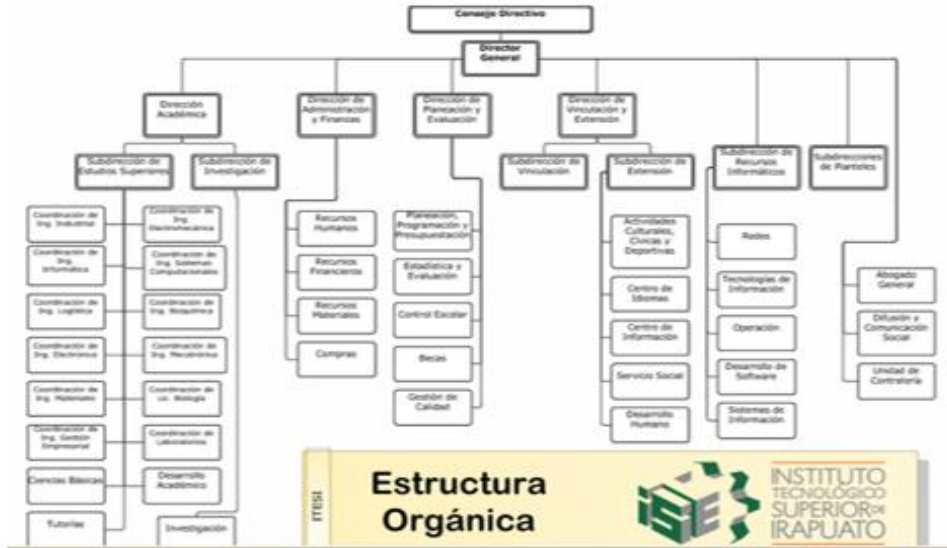 Consejo Directivo
Director
General
Dirección
Académica
Dirección de
Administración
y Finanzas
Dirección de
Planeación y
Evaluación
Dirección de
Vinculación y
Extensión
Subdirección de
Estudios Superiores
Subdirección de
Investigación
Subdirección de
Vinculación
Subdirección de
Extensión
Subdirección de
Recursos
Informáticos
Subdirecciones
de Planteles
Coordinación de
Ing. Industrial
Coordinación de
Ing.
Electromecánica
Coordinación de
Ing.
Informática
Coordinación de
Ing. Sistemas
Computacionales
Coordinación de
Ing. Logística
Coordinación de
Ing. Bioquímica
Coordinación de
Ing. Electrónica
Coordinación de
Ing. Mecatrónica
Coordinación de
Ing. Materiales
Coordinación de
Lic. Biología
Coordinación de
Ing. Gestión
Empresarial
Coordinación de
Laboratorios
Ciencias Básicas
Desarrollo
Académico
Tutorías
Investigación
Recursos
Humanos
Recursos
Financieros
Recursos
Materiales
Compras
Planeación,
Programación y
Presupuestación
Estadística y
Evaluación
Control Escolar
Becas
Gestión de
Calidad
Actividades
Culturales,
Cívicas y
Deportivas
Centro de
Idiomas
Centro de
Información
Servicio Social
Desarrollo
Humano
Redes
Tecnologías de
Información
Operación
Desarrollo de
Software
Sistemas de
Información
Abogado
General
Difusión y
Comunicación
Social
Unidad de
Contraloría
ITESI
Estructura
Orgánica
INSTITUTO
TECNOLÓGICO
SUPERIOR DE
IRAPUATO